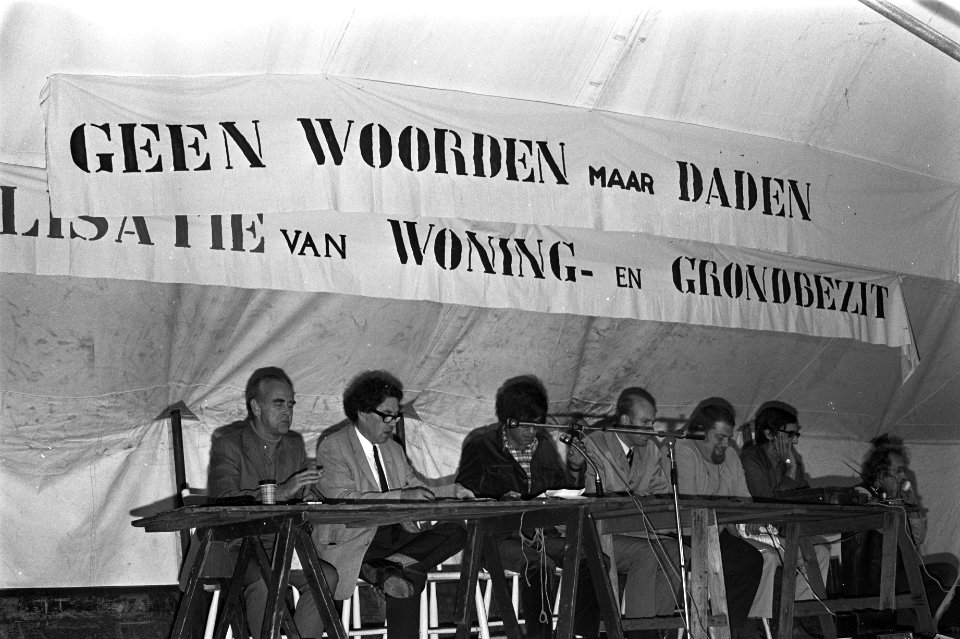 GEEN WOORDEN MAAR DADEN
LISATIE VAN WONING- EN GRONDBEZIT